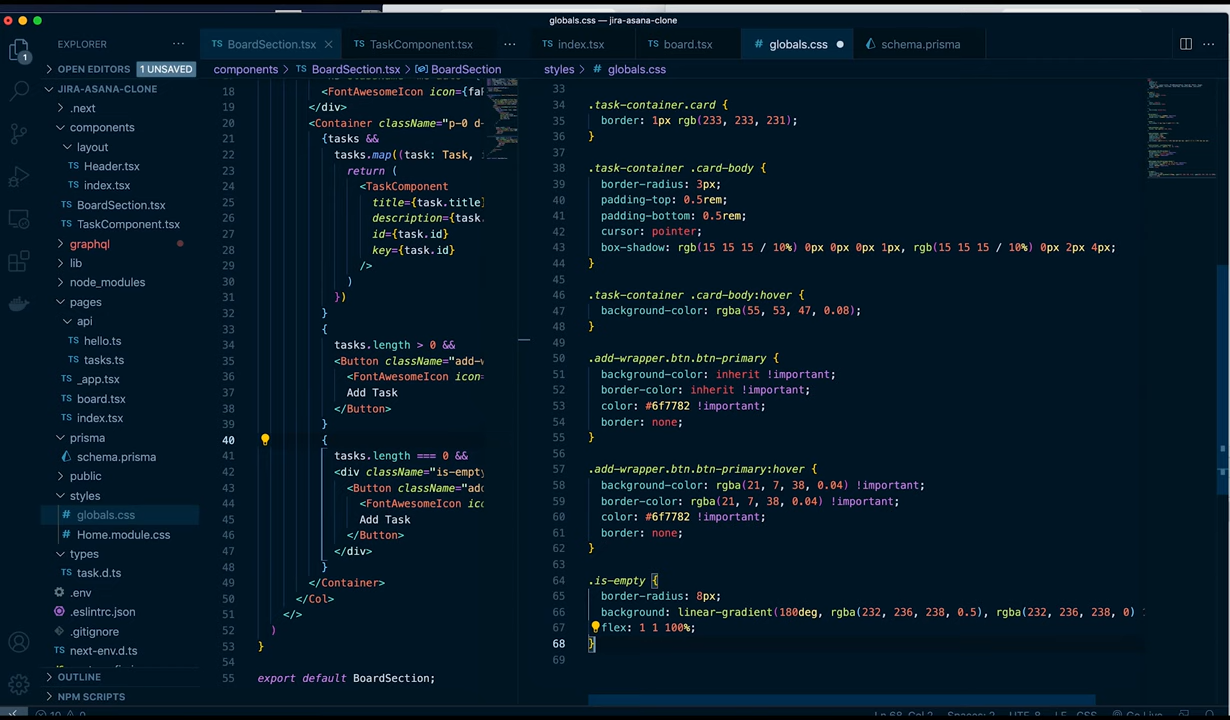 globals.css — jira-asana-clone
EXPLORER
BoardSection.tsx
TaskComponent.tsx
index.tsx
board.tsx
globals.css
schema.prisma
1
OPEN EDITORS
1 UNSAVED
JIRA-ASANA-CLONE
.next
components
layout
Header.tsx
index.tsx
BoardSection.tsx
TaskComponent.tsx
graphql
lib
node_modules
pages
api
hello.ts
tasks.ts
_app.tsx
board.tsx
index.tsx
prisma
schema.prisma
public
styles
globals.css
Home.module.css
types
task.d.ts
.env
.eslintrc.json
.gitignore
next-env.d.ts
OUTLINE
NPM SCRIPTS
components > BoardSection.tsx > BoardSection
18 <FontAwesomeIcon icon={fa
19 </div>
20 <Container className="p-0 d-
21 {tasks &&
22 tasks.map((task: Task,
23 return (
24 <TaskComponent
25 title={task.title}
26 description={task.
27 id={task.id}
28 key={task.id}
29 />
30 )
31 })
32 }
33 {
34 tasks.length > 0 &&
35 <Button className="add-w
36 <FontAwesomeIcon icon=
37 Add Task
38 </Button>
39 }
40 {
41 tasks.length === 0 &&
42 <div className="is-empty
43 <Button className="add
44 <FontAwesomeIcon ico
45 Add Task
46 </Button>
47 </div>
48 }
49 </Container>
50 </Col>
51 </>
52 )
53 }
54
55 export default BoardSection;
styles > globals.css
33
34 .task-container.card {
35 border: 1px rgb(233, 233, 231);
36 }
37
38 .task-container .card-body {
39 border-radius: 3px;
40 padding-top: 0.5rem;
41 padding-bottom: 0.5rem;
42 cursor: pointer;
43 box-shadow: rgb(15 15 15 / 10%) 0px 0px 0px 1px, rgb(15 15 15 / 10%) 0px 2px 4px;
44 }
45
46 .task-container .card-body:hover {
47 background-color: rgba(55, 53, 47, 0.08);
48 }
49
50 .add-wrapper.btn.btn-primary {
51 background-color: inherit !important;
52 border-color: inherit !important;
53 color: #6f7782 !important;
54 border: none;
55 }
56
57 .add-wrapper.btn.btn-primary:hover {
58 background-color: rgba(21, 7, 38, 0.04) !important;
59 border-color: rgba(21, 7, 38, 0.04) !important;
60 color: #6f7782 !important;
61 border: none;
62 }
63
64 .is-empty {
65 border-radius: 8px;
66 background: linear-gradient(180deg, rgba(232, 236, 238, 0.5), rgba(232, 236, 238, 0)
67 flex: 1 1 100%;
68 }
69